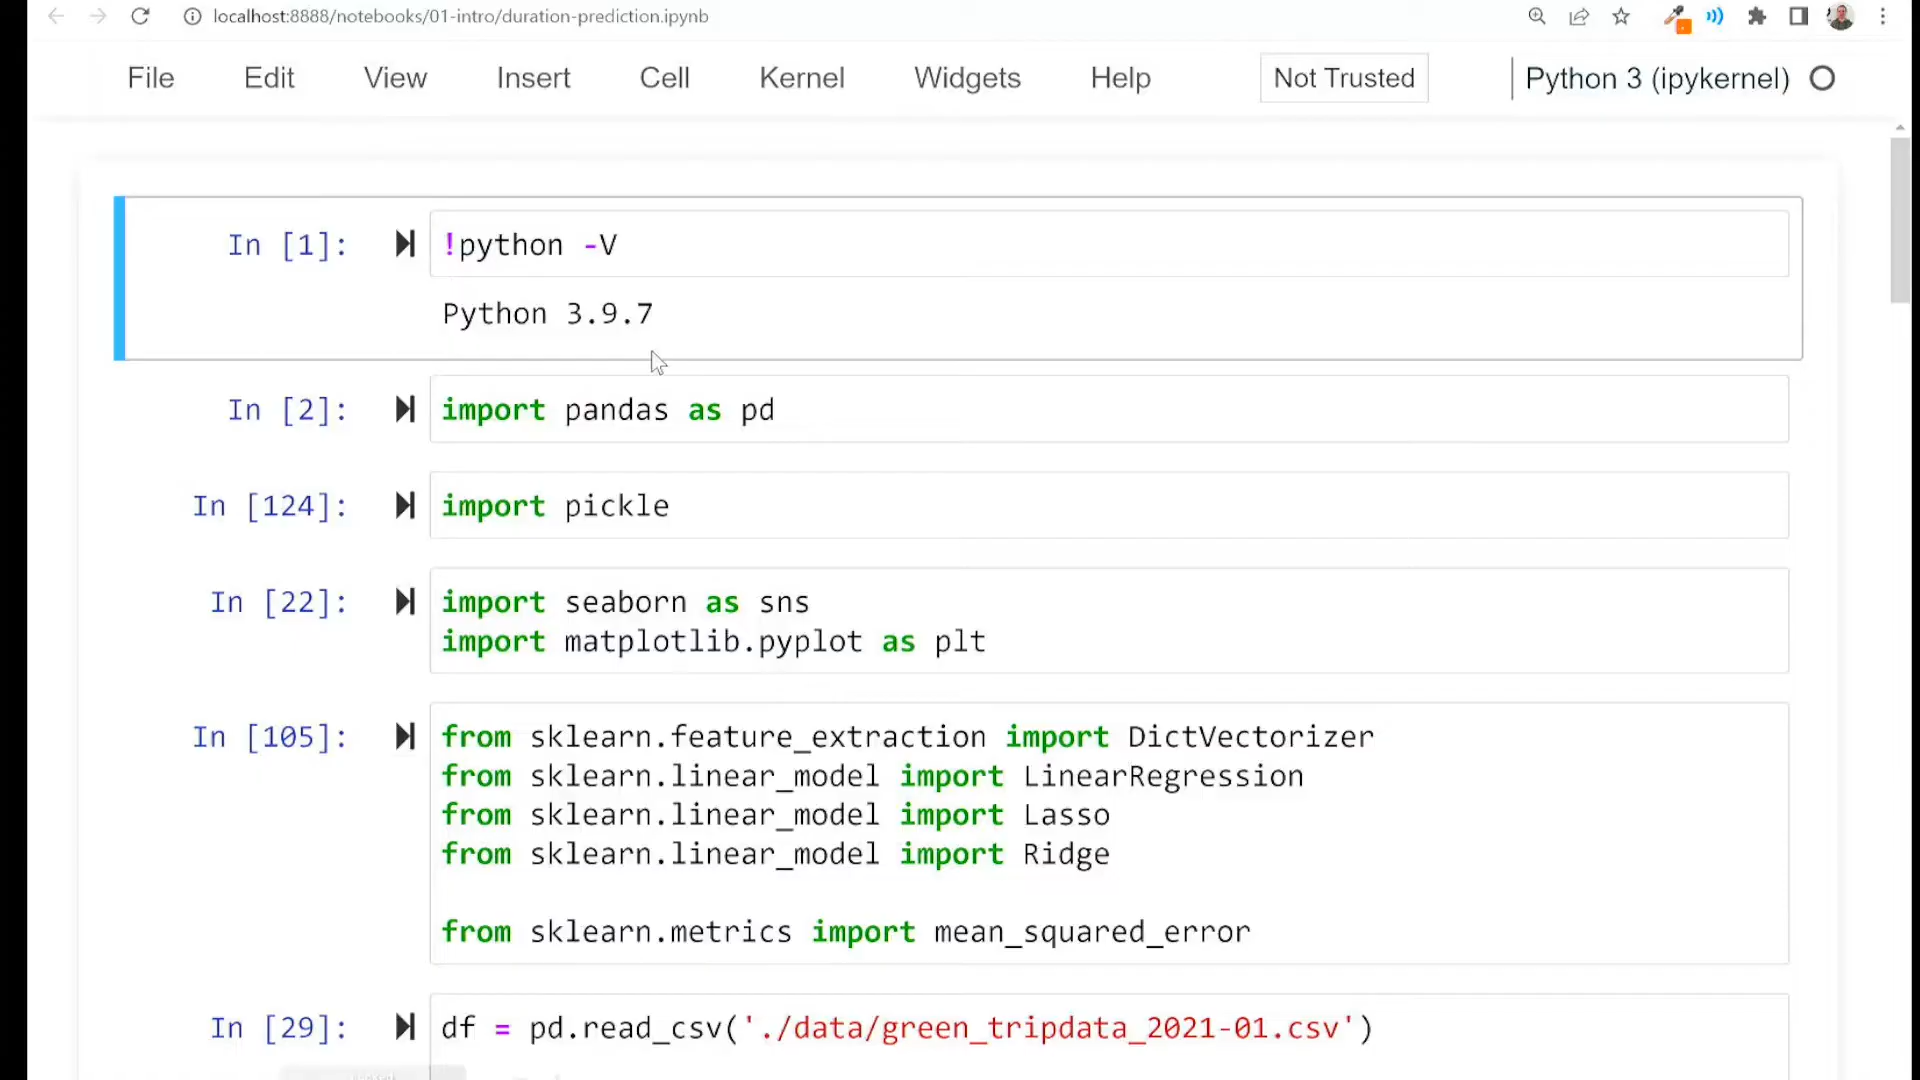 localhost:8888/notebooks/01-intro/duration-prediction.ipynb
File Edit View Insert Cell Kernel Widgets Help Not Trusted Python 3 (ipykernel)
In [1]: !python -V
Python 3.9.7
In [2]: import pandas as pd
In [124]: import pickle
In [22]: import seaborn as sns
import matplotlib.pyplot as plt
In [105]: from sklearn.feature_extraction import DictVectorizer
from sklearn.linear_model import LinearRegression
from sklearn.linear_model import Lasso
from sklearn.linear_model import Ridge
from sklearn.metrics import mean_squared_error
In [29]: df = pd.read_csv('./data/green_tripdata_2021-01.csv')